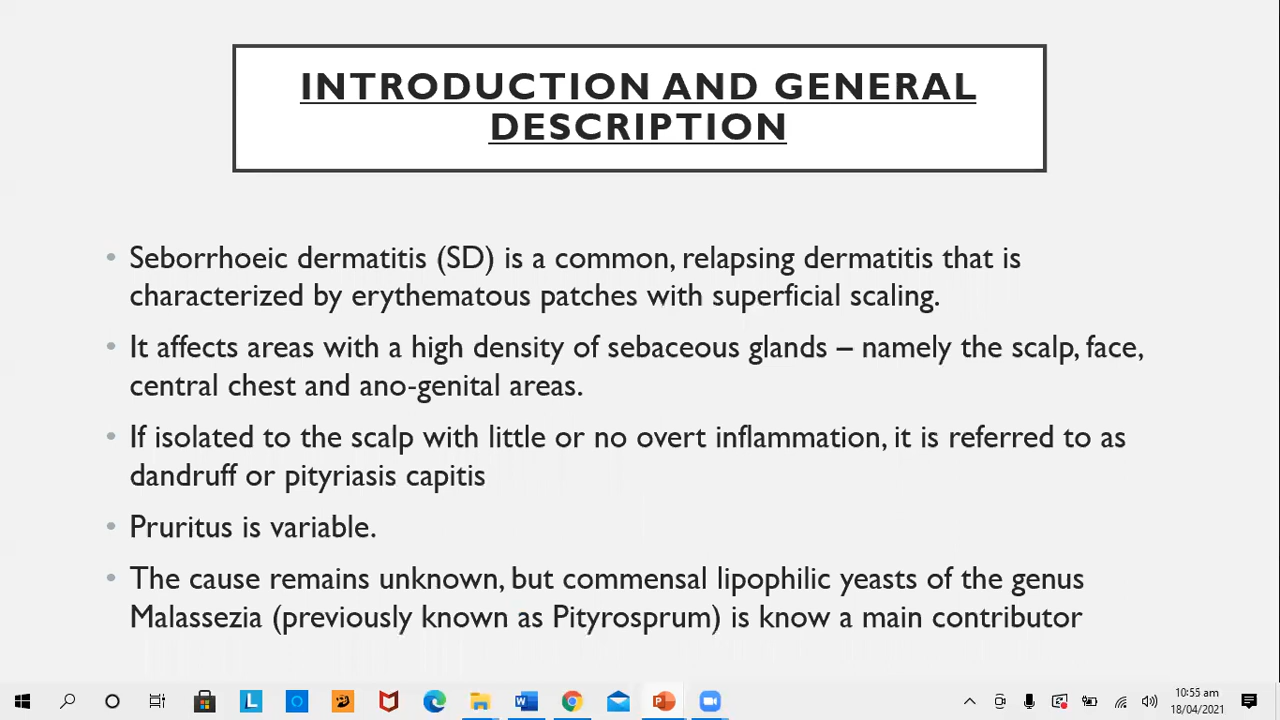 INTRODUCTION AND GENERAL
DESCRIPTION
• Seborrhoeic dermatitis (SD) is a common, relapsing dermatitis that is
characterized by erythematous patches with superficial scaling.
• It affects areas with a high density of sebaceous glands – namely the scalp, face,
central chest and ano-genital areas.
• If isolated to the scalp with little or no overt inflammation, it is referred to as
dandruff or pityriasis capitis
• Pruritus is variable.
• The cause remains unknown, but commensal lipophilic yeasts of the genus
Malassezia (previously known as Pityrosprum) is know a main contributor
10:55 am
18/04/2021